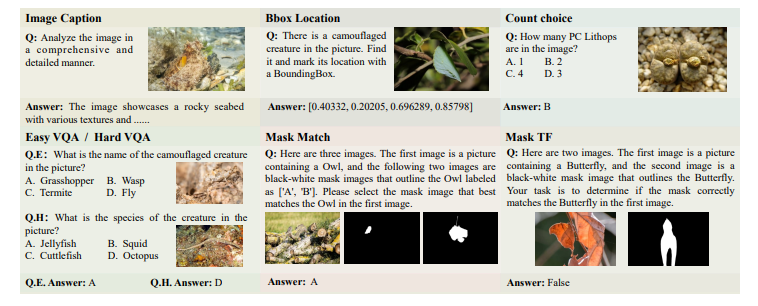 Image Caption
Q: Analyze the image in
a comprehensive and
detailed manner.
Answer: The image showcases a rocky seabed
with various textures and ......
Bbox Location
Q: There is a camouflaged
creature in the picture. Find
it and mark its location with
a BoundingBox.
Answer: [0.40332, 0.20205, 0.696289, 0.85798]
Count choice
Q: How many PC Lithops
are in the image?
A. 1 B. 2
C. 4 D. 3
Answer: B
Easy VQA / Hard VQA
Q.E: What is the name of the camouflaged creature
in the picture?
A. Grasshopper B. Wasp
C. Termite D. Fly
Q.H: What is the species of the creature in the
picture?
A. Jellyfish B. Squid
C. Cuttlefish D. Octopus
Q.E. Answer: A Q.H. Answer: D
Mask Match
Q: Here are three images. The first image is a picture
containing a Owl, and the following two images are
black-white mask images that outline the Owl labeled
as ['A', 'B']. Please select the mask image that best
matches the Owl in the first image.
Answer: A
Mask TF
Q: Here are two images. The first image is a picture
containing a Butterfly, and the second image is a
black-white mask image that outlines the Butterfly.
Your task is to determine if the mask correctly
matches the Butterfly in the first image.
Answer: False